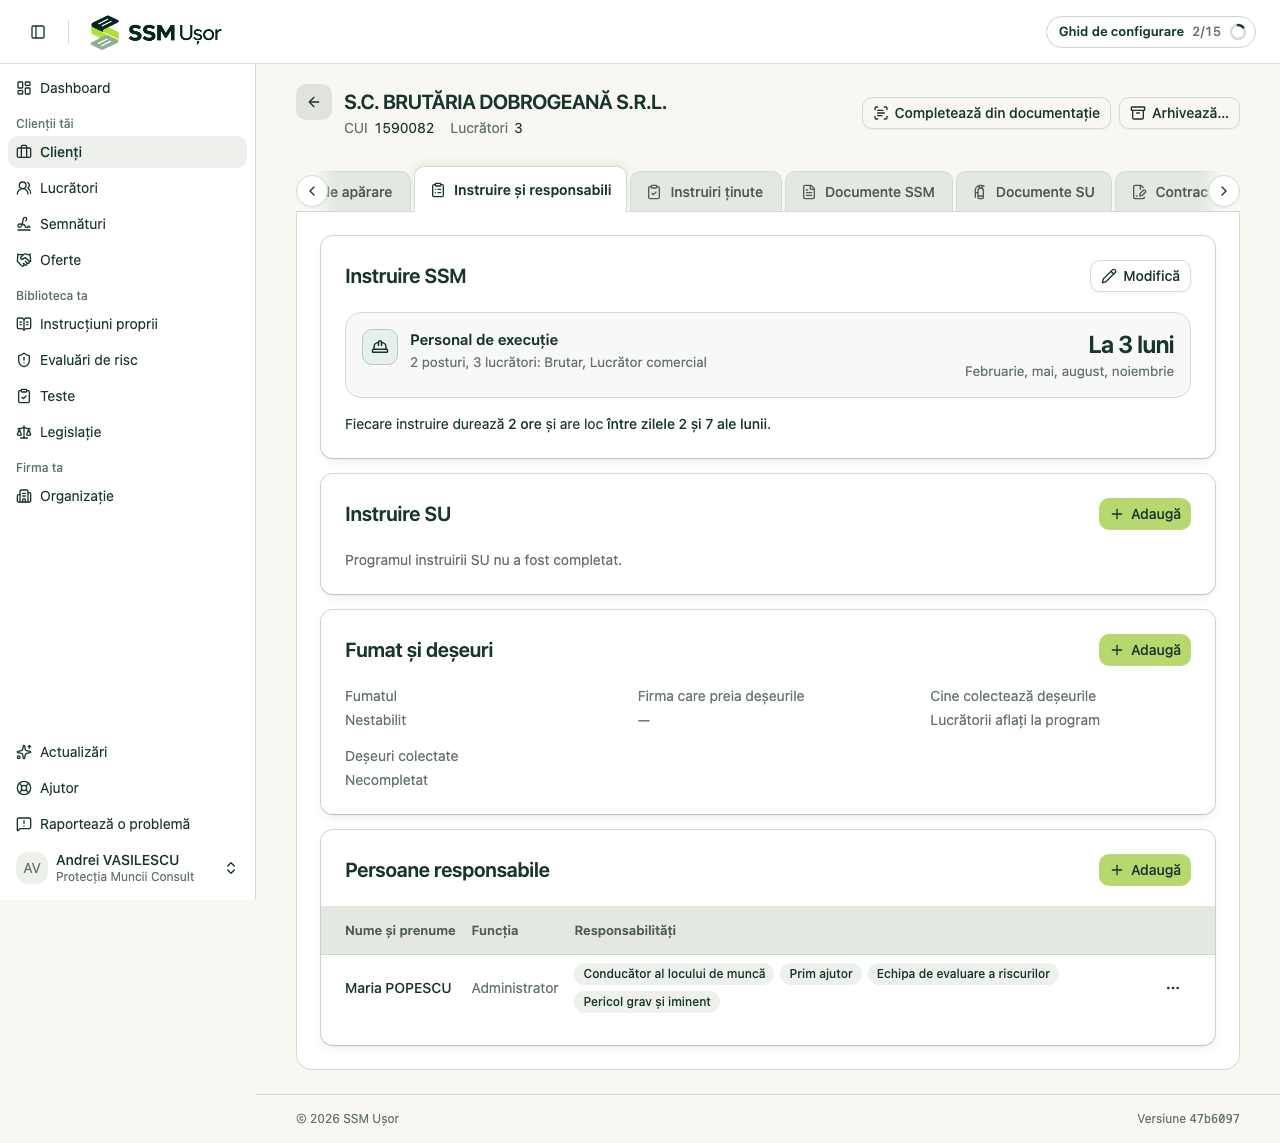 SSM Ușor
Ghid de configurare 2/15
Dashboard
Clienții tăi
Clienți
Lucrători
Semnături
Oferte
Biblioteca ta
Instrucțiuni proprii
Evaluări de risc
Teste
Legislație
Firma ta
Organizație
Actualizări
Ajutor
Raportează o problemă
AV
Andrei VASILESCU
Protecția Muncii Consult
S.C. BRUTĂRIA DOBROGEANĂ S.R.L.
CUI 1590082 Lucrători 3
Completează din documentație
Arhivează...
de apărare
Instruire și responsabili
Instruiri ținute
Documente SSM
Documente SU
Contrac
Instruire SSM
Modifică
Personal de execuție
2 posturi, 3 lucrători: Brutar, Lucrător comercial
La 3 luni
Februarie, mai, august, noiembrie
Fiecare instruire durează 2 ore și are loc între zilele 2 și 7 ale lunii.
Instruire SU
Adaugă
Programul instruirii SU nu a fost completat.
Fumat și deșeuri
Adaugă
Fumatul
Nestabilit
Firma care preia deșeurile
—
Cine colectează deșeurile
Lucrătorii aflați la program
Deșeuri colectate
Necompletat
Persoane responsabile
Adaugă
Nume și prenume Funcția Responsabilități
Maria POPESCU Administrator
Conducător al locului de muncă Prim ajutor Echipa de evaluare a riscurilor
Pericol grav și iminent
© 2026 SSM Ușor
Versiune 47b6097